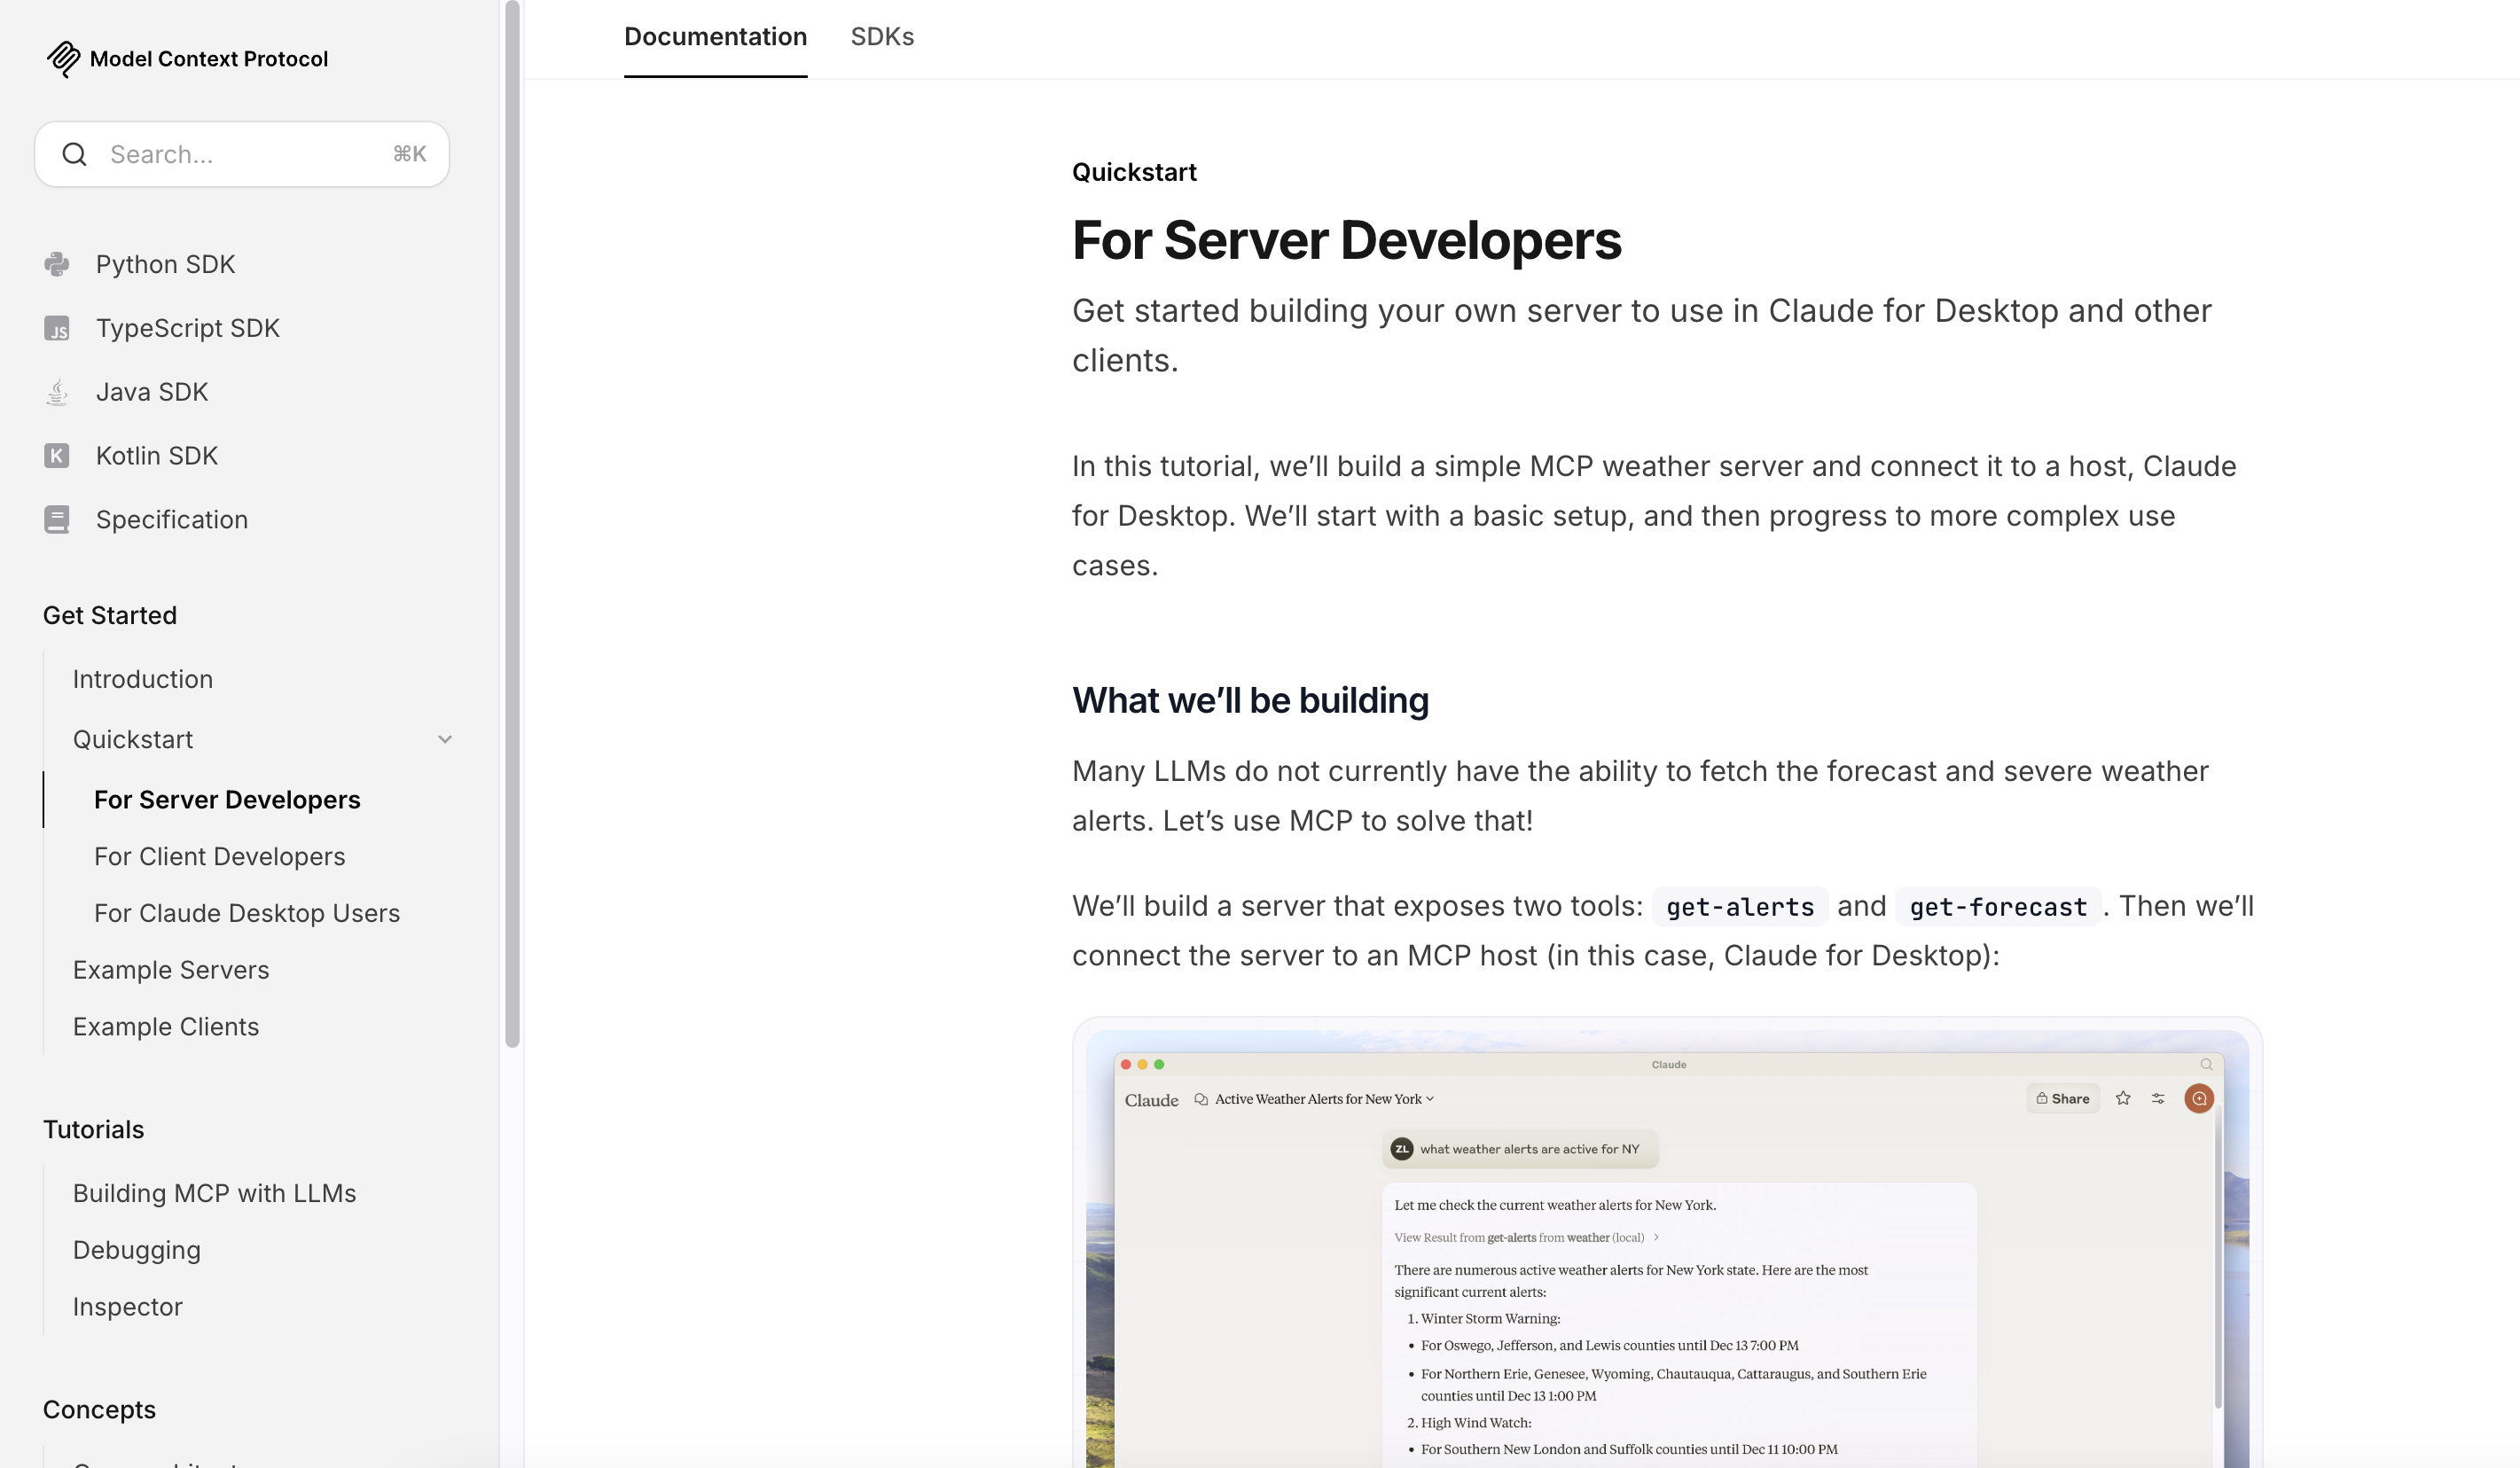 Model Context Protocol
Search...
⌘K
Python SDK
JS
TypeScript SDK
Java SDK
K
Kotlin SDK
Specification
Get Started
Introduction
Quickstart
For Server Developers
For Client Developers
For Claude Desktop Users
Example Servers
Example Clients
Tutorials
Building MCP with LLMs
Debugging
Inspector
Concepts
Documentation
SDKs
Quickstart
For Server Developers
Get started building your own server to use in Claude for Desktop and other
clients.
In this tutorial, we’ll build a simple MCP weather server and connect it to a host, Claude
for Desktop. We’ll start with a basic setup, and then progress to more complex use
cases.
What we’ll be building
Many LLMs do not currently have the ability to fetch the forecast and severe weather
alerts. Let’s use MCP to solve that!
We’ll build a server that exposes two tools: get-alerts and get-forecast. Then we’ll
connect the server to an MCP host (in this case, Claude for Desktop):
Claude
Claude
Active Weather Alerts for New York
Share
ZL
what weather alerts are active for NY
Let me check the current weather alerts for New York.
View Result from get-alerts from weather (local)
There are numerous active weather alerts for New York state. Here are the most
significant current alerts:
1. Winter Storm Warning:
• For Oswego, Jefferson, and Lewis counties until Dec 13 7:00 PM
• For Northern Erie, Genesee, Wyoming, Chautauqua, Cattaraugus, and Southern Erie
counties until Dec 13 1:00 PM
2. High Wind Watch:
• For Southern New London and Suffolk counties until Dec 11 10:00 PM